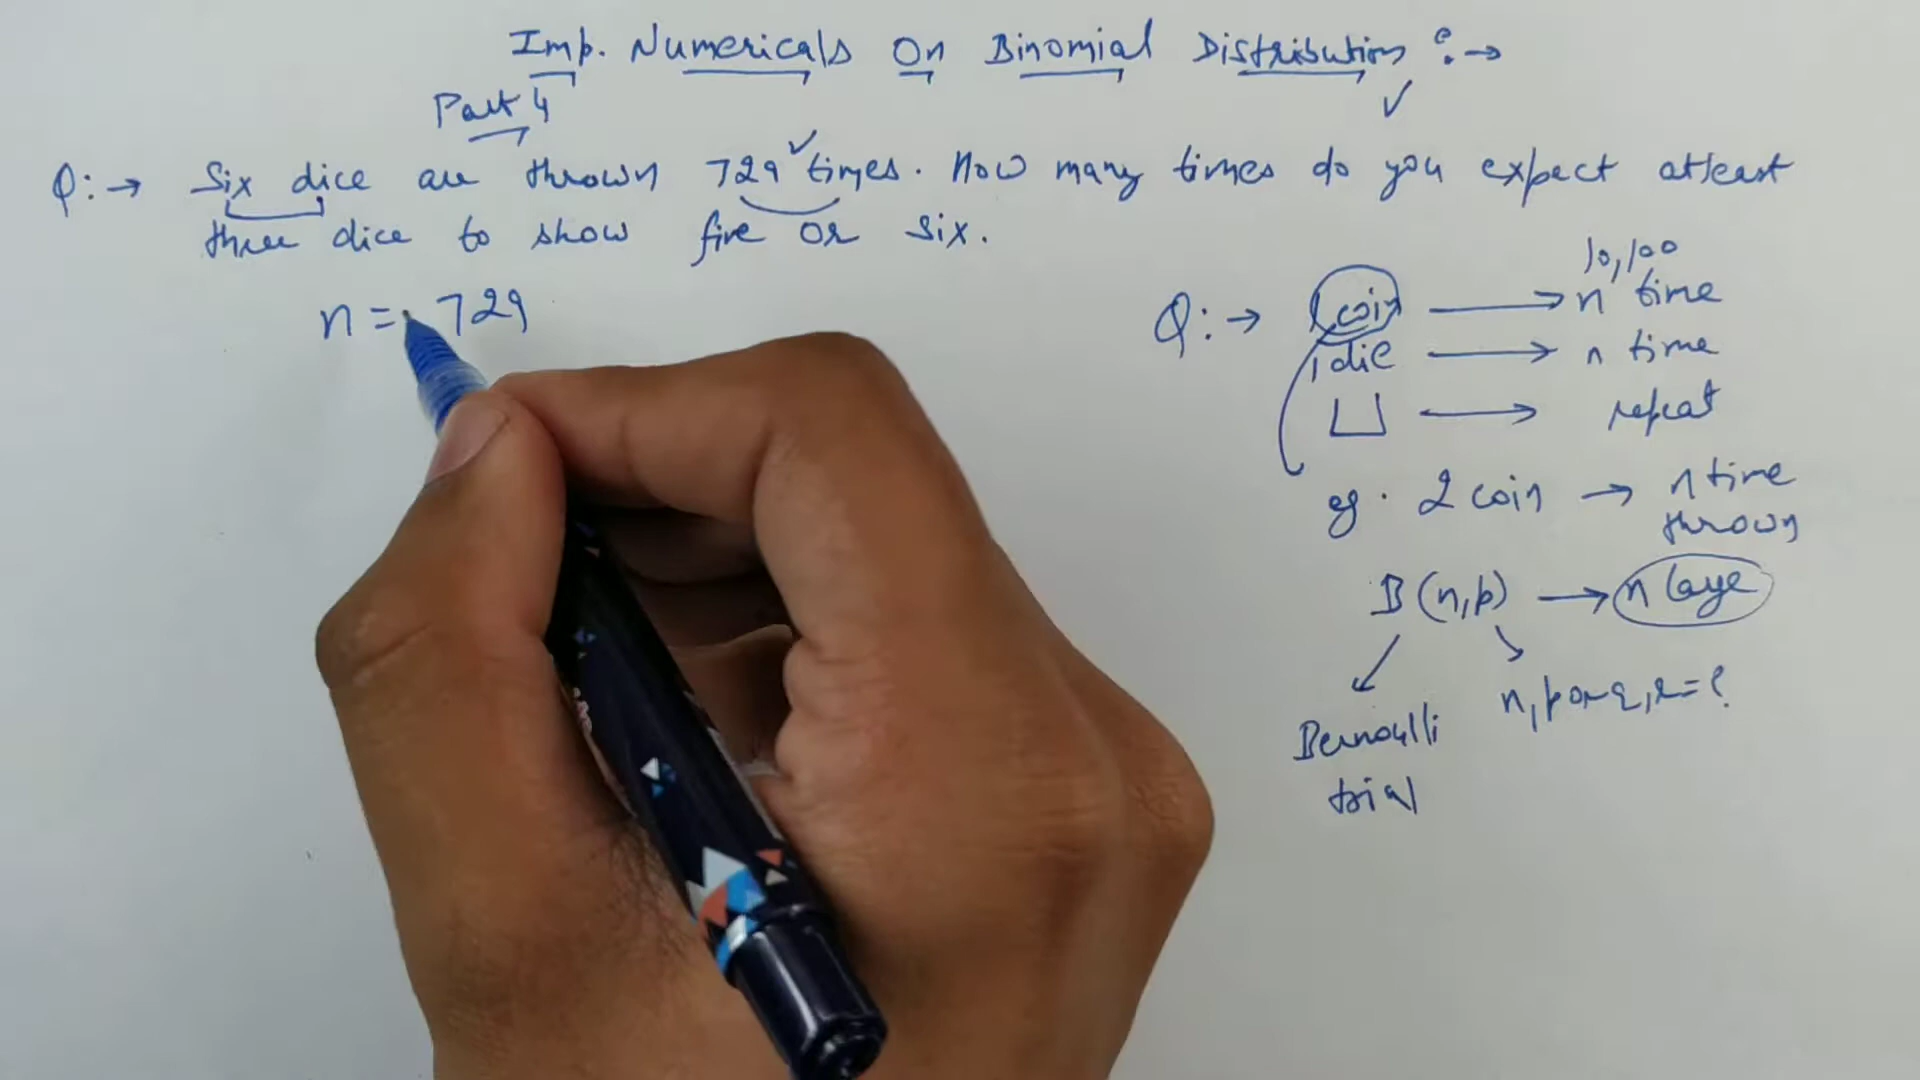 Imp. Numericals On Binomial Distribution :→
Part 4
Q:→ Six dice are thrown 729 times. How many times do you expect atleast
three dice to show five or six.
n = 729
10,100
Q:→ 1 coin → n time
1 die → n time
→ repeat
eg. 2 coin → n time
thrown
B(n,p) → n
n, p or q, r = ?
Bernoulli
trial